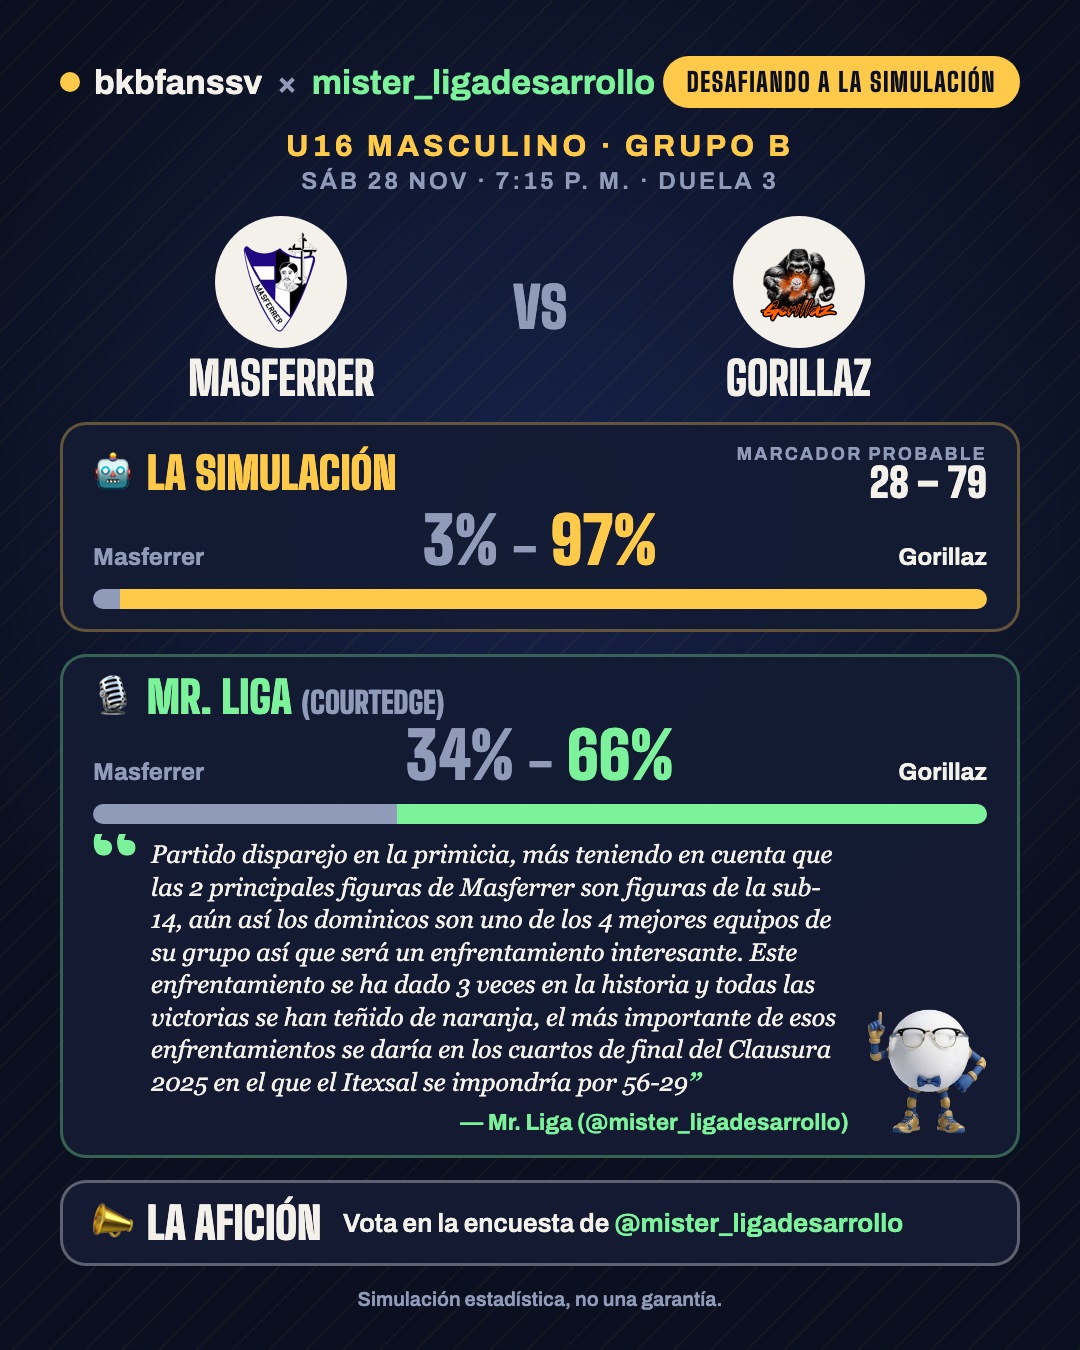 bkbfanssv × mister_ligadesarrollo DESAFIANDO A LA SIMULACIÓN
U16 MASCULINO · GRUPO B
SÁB 28 NOV · 7:15 P. M. · DUELA 3
MASFERRER
Gorillaz
VS
MASFERRER
GORILLAZ
LA SIMULACIÓN
MARCADOR PROBABLE
28 – 79
Masferrer
3% – 97%
Gorillaz
MR. LIGA (COURTEDGE)
Masferrer
34% – 66%
Gorillaz
“Partido disparejo en la primicia, más teniendo en cuenta que
las 2 principales figuras de Masferrer son figuras de la sub-
14, aún así los dominicos son uno de los 4 mejores equipos de
su grupo así que será un enfrentamiento interesante. Este
enfrentamiento se ha dado 3 veces en la historia y todas las
victorias se han teñido de naranja, el más importante de esos
enfrentamientos se daría en los cuartos de final del Clausura
2025 en el que el Itexsal se impondría por 56-29”
— Mr. Liga (@mister_ligadesarrollo)
LA AFICIÓN Vota en la encuesta de @mister_ligadesarrollo
Simulación estadística, no una garantía.